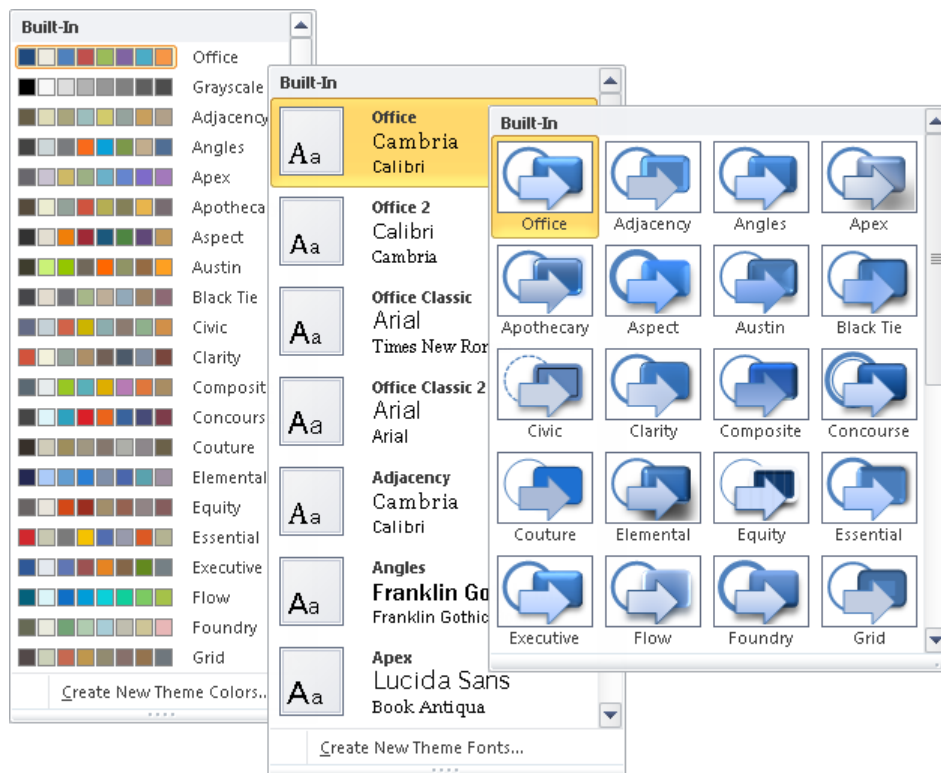 Built-In
Office
Grayscale
Adjacency
Angles
Apex
Apotheca
Aspect
Austin
Black Tie
Civic
Clarity
Composit
Concours
Couture
Elemental
Equity
Essential
Executive
Flow
Foundry
Grid
Create New Theme Colors..
Built-In
Aa
Office
Cambria
Calibri
Aa
Office 2
Calibri
Cambria
Aa
Office Classic
Arial
Times New Ror
Aa
Office Classic 2
Arial
Arial
Aa
Adjacency
Cambria
Calibri
Aa
Angles
Franklin Go
Franklin Gothic
Aa
Apex
Lucida Sans
Book Antiqua
Create New Theme Fonts...
Built-In
Office Adjacency Angles Apex
Apothecary Aspect Austin Black Tie
Civic Clarity Composite Concourse
Couture Elemental Equity Essential
Executive Flow Foundry Grid